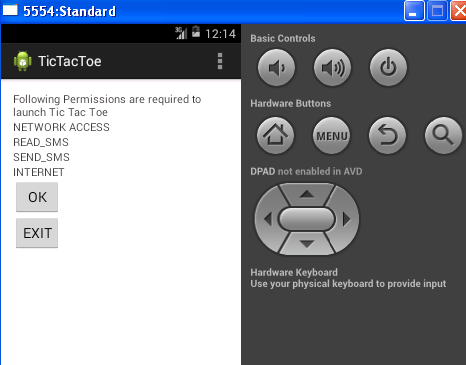 5554:Standard
3G 12:14
TicTacToe
Following Permissions are required to
launch Tic Tac Toe
NETWORK ACCESS
READ_SMS
SEND_SMS
INTERNET
OK
EXIT
Basic Controls
Hardware Buttons
MENU
DPAD not enabled in AVD
Hardware Keyboard
Use your physical keyboard to provide input